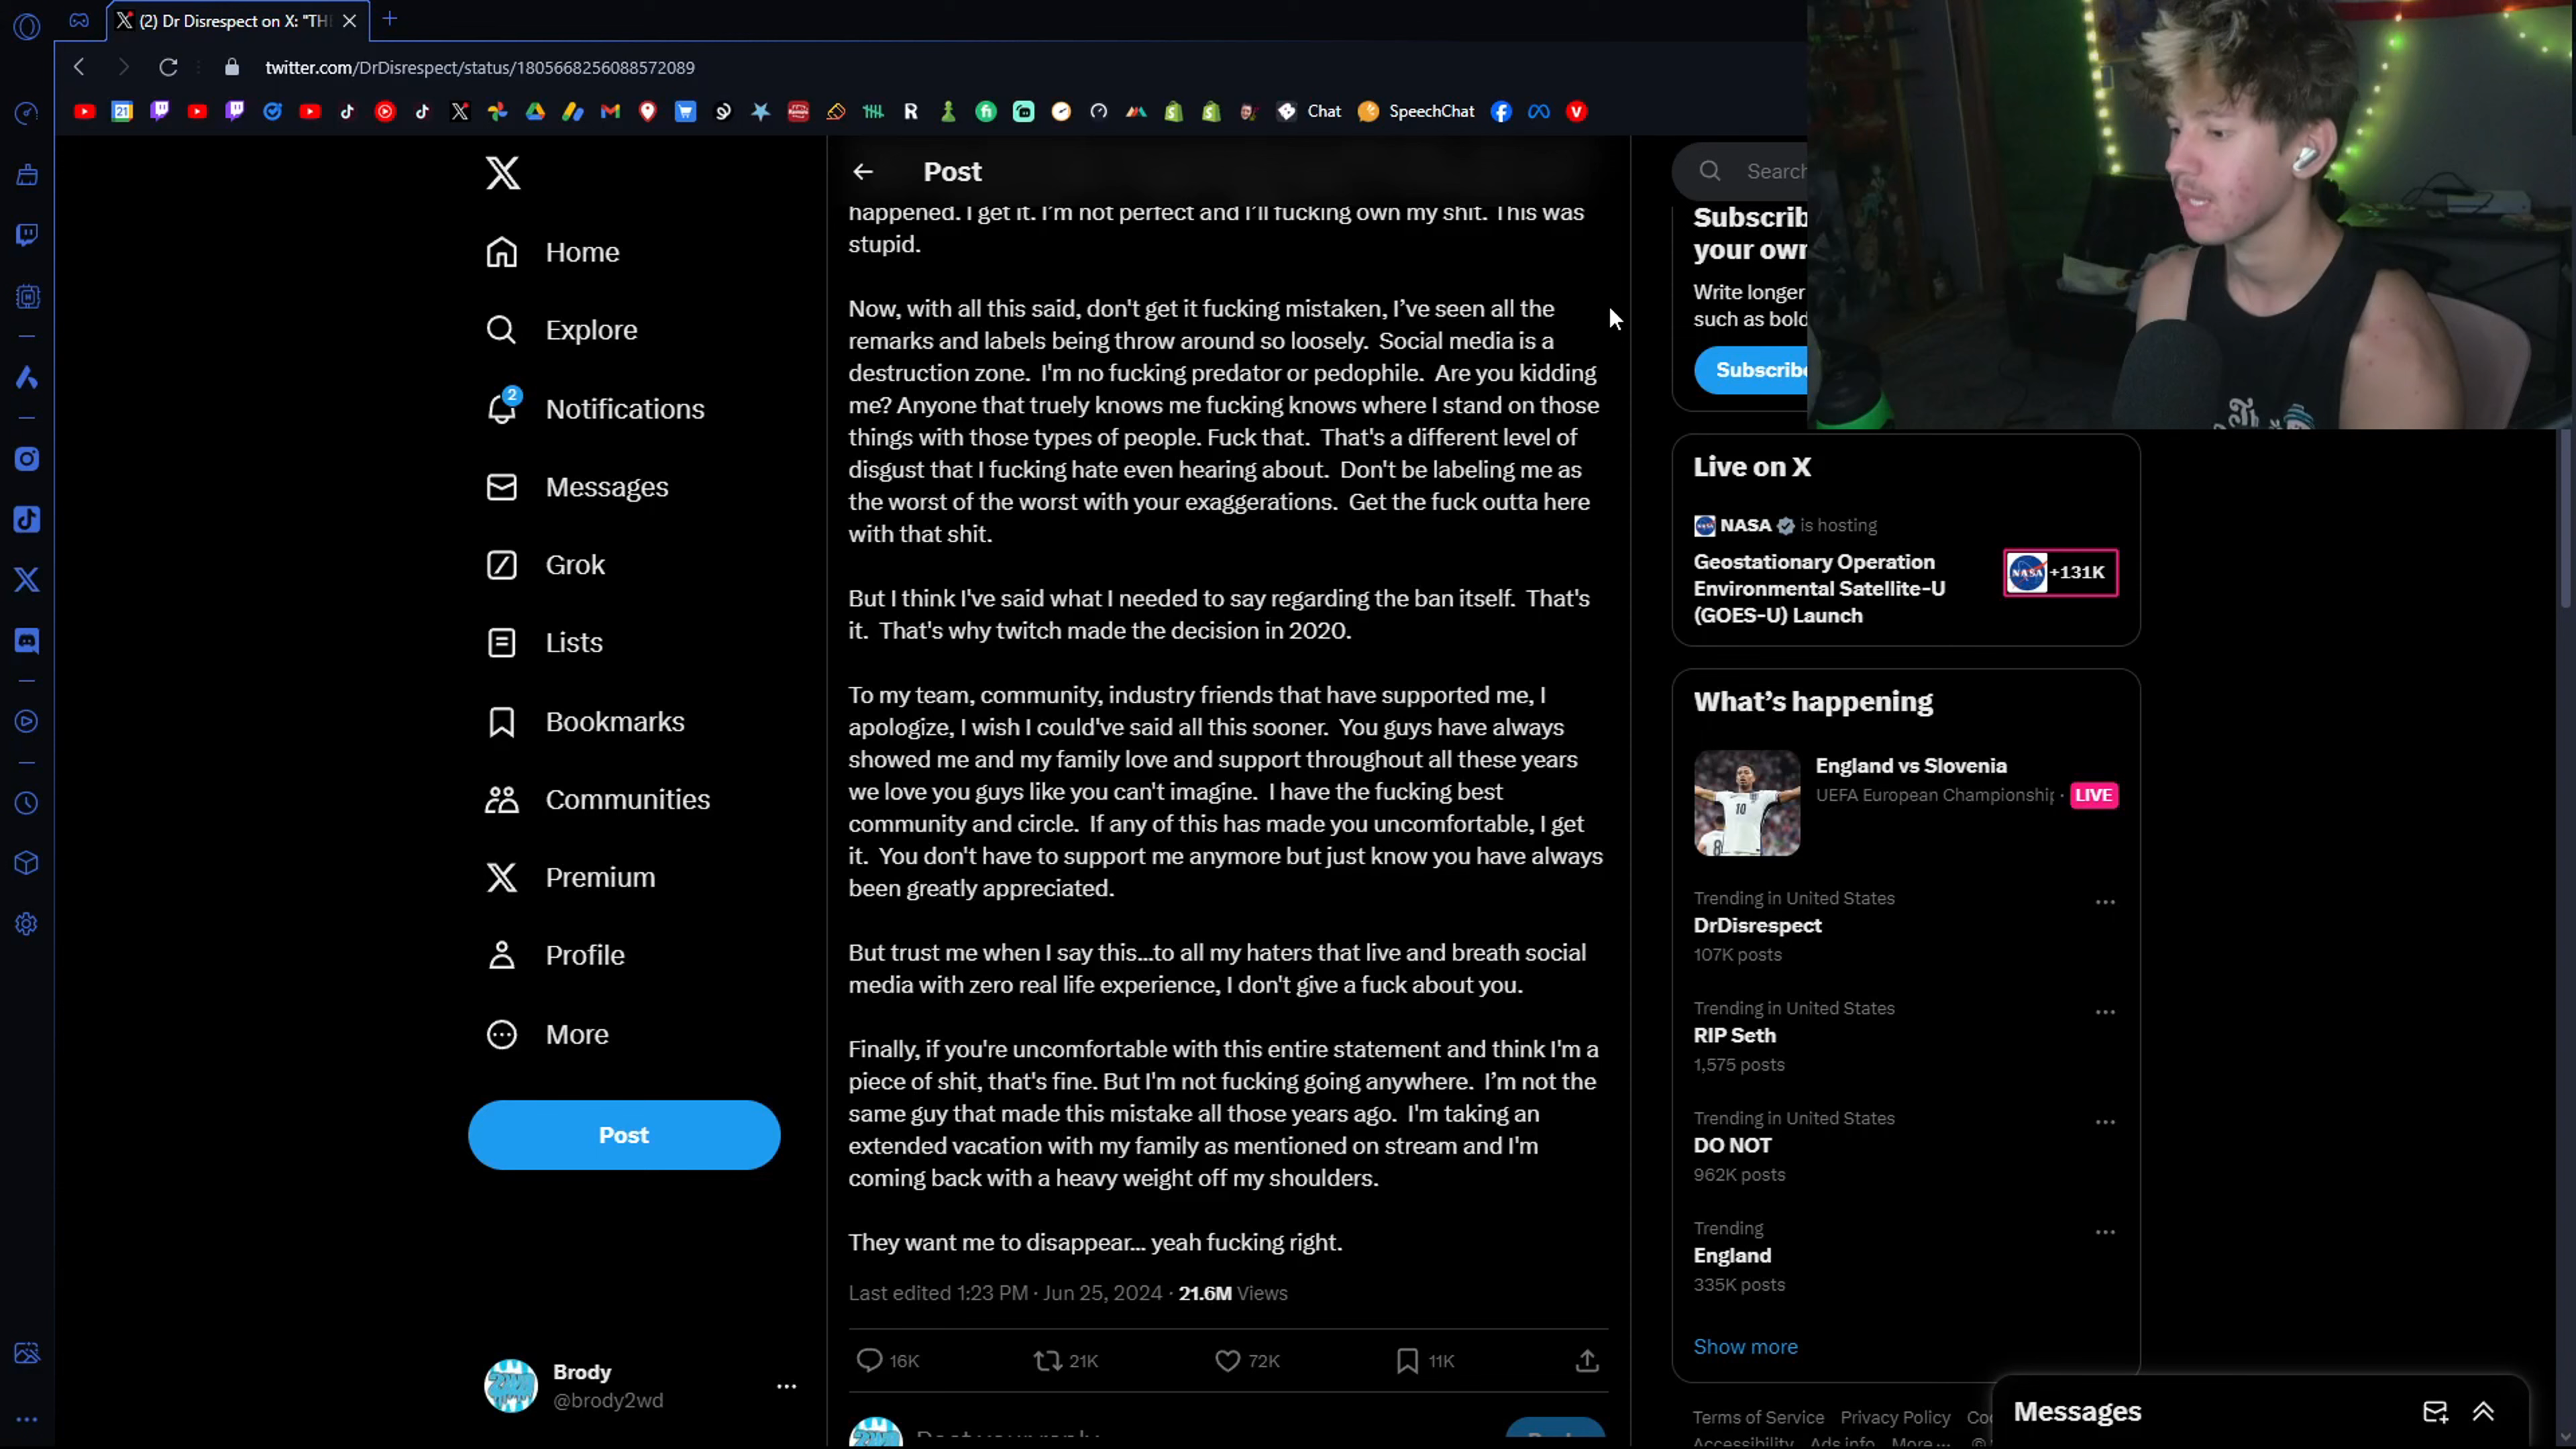 (2) Dr Disrespect on X: "TH
twitter.com/DrDisrespect/status/1805668256088572089
21
Chat
SpeechChat
Post
Search
Home
Explore
2
Notifications
Messages
Grok
Lists
Bookmarks
Communities
Premium
Profile
More
Post
Brody
@brody2wd
happened. I get it. I'm not perfect and I'll fucking own my shit. This was
stupid.
Now, with all this said, don't get it fucking mistaken, I've seen all the
remarks and labels being throw around so loosely. Social media is a
destruction zone. I'm no fucking predator or pedophile. Are you kidding
me? Anyone that truely knows me fucking knows where I stand on those
things with those types of people. Fuck that. That's a different level of
disgust that I fucking hate even hearing about. Don't be labeling me as
the worst of the worst with your exaggerations. Get the fuck outta here
with that shit.
But I think I've said what I needed to say regarding the ban itself. That's
it. That's why twitch made the decision in 2020.
To my team, community, industry friends that have supported me, I
apologize, I wish I could've said all this sooner. You guys have always
showed me and my family love and support throughout all these years
we love you guys like you can't imagine. I have the fucking best
community and circle. If any of this has made you uncomfortable, I get
it. You don't have to support me anymore but just know you have always
been greatly appreciated.
But trust me when I say this...to all my haters that live and breath social
media with zero real life experience, I don't give a fuck about you.
Finally, if you're uncomfortable with this entire statement and think I'm a
piece of shit, that's fine. But I'm not fucking going anywhere. I'm not the
same guy that made this mistake all those years ago. I'm taking an
extended vacation with my family as mentioned on stream and I'm
coming back with a heavy weight off my shoulders.
They want me to disappear... yeah fucking right.
Last edited 1:23 PM · Jun 25, 2024 · 21.6M Views
16K 21K 72K 11K
Subscrib
your own
Write longer
such as bold
Subscribe
Live on X
NASA is hosting
Geostationary Operation
Environmental Satellite-U
(GOES-U) Launch
NASA +131K
What's happening
England vs Slovenia
UEFA European Championship · LIVE
Trending in United States
DrDisrespect
107K posts
Trending in United States
RIP Seth
1,575 posts
Trending in United States
DO NOT
962K posts
Trending
England
335K posts
Show more
Terms of Service Privacy Policy Coo
Messages